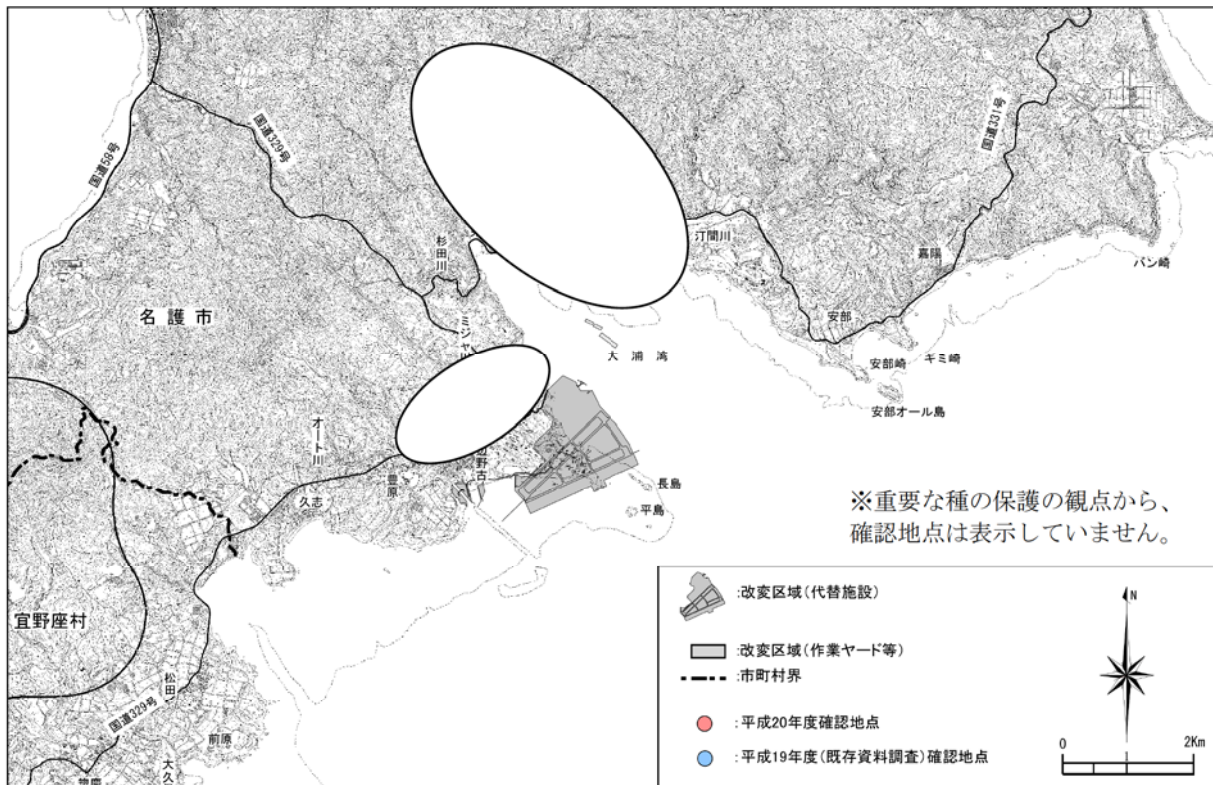 国道58号
国道329号
国道331号
杉田川
汀間川
嘉陽
バン崎
名護市
安部
ミジャ川
大浦湾
安部崎
ギミ崎
安部オール島
オート川
辺野古
豊原
久志
長島
平島
※重要な種の保護の観点から、
確認地点は表示していません。
:改変区域(代替施設)
:改変区域(作業ヤード等)
:市町村界
:平成20年度確認地点
:平成19年度(既存資料調査)確認地点
N
0
2Km
宜野座村
松田
国道329号
前原
大久
惣慶